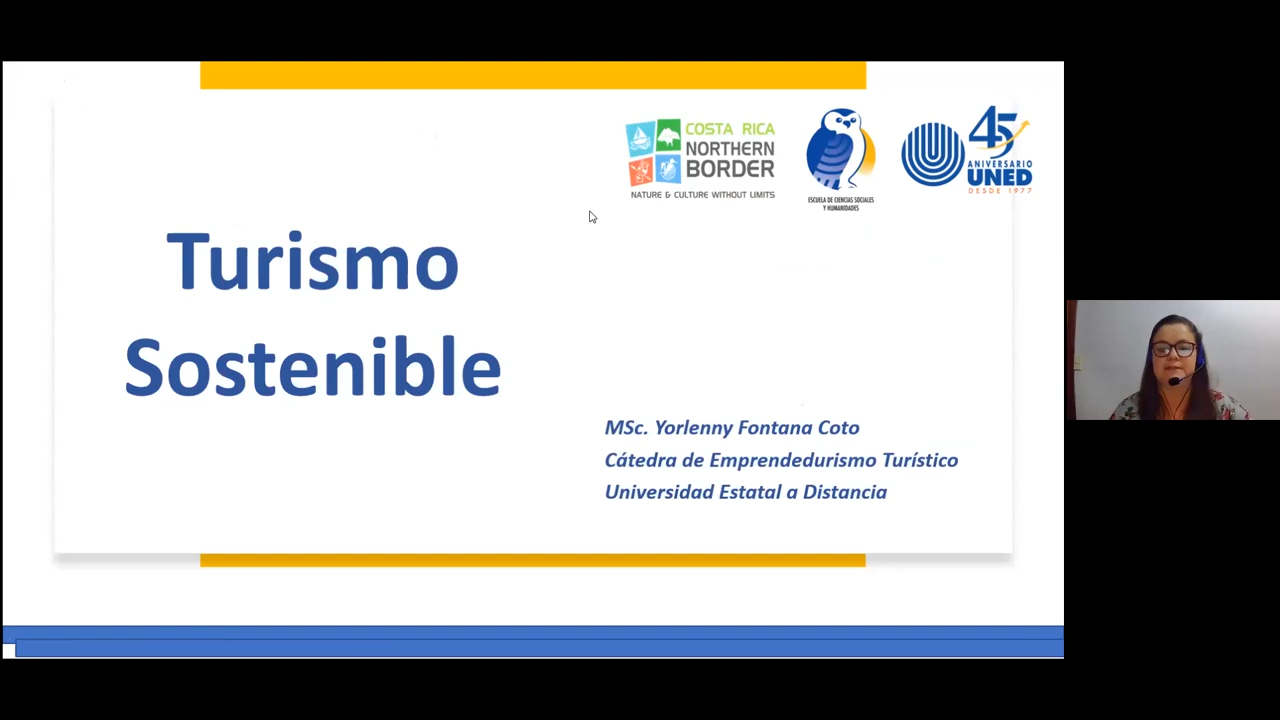 COSTA RICA
NORTHERN
BORDER
NATURE & CULTURE WITHOUT LIMITS
ESCUELA DE CIENCIAS SOCIALES
Y HUMANIDADES
45
ANIVERSARIO
UNED
DESDE 1977
Turismo
Sostenible
MSc. Yorlenny Fontana Coto
Cátedra de Emprendedurismo Turístico
Universidad Estatal a Distancia